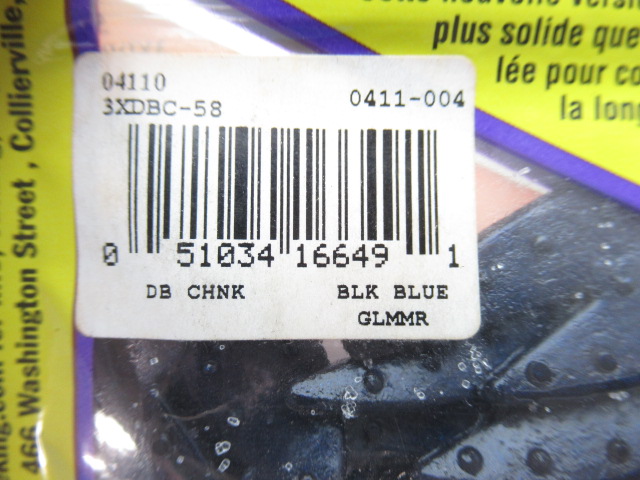 plus solide que
lée pour co
la long
04110
3XDBC-58
0411-004
0 51034 16649 1
DB CHNK
BLK BLUE
GLMMR
466 Washington Street , Collierville,